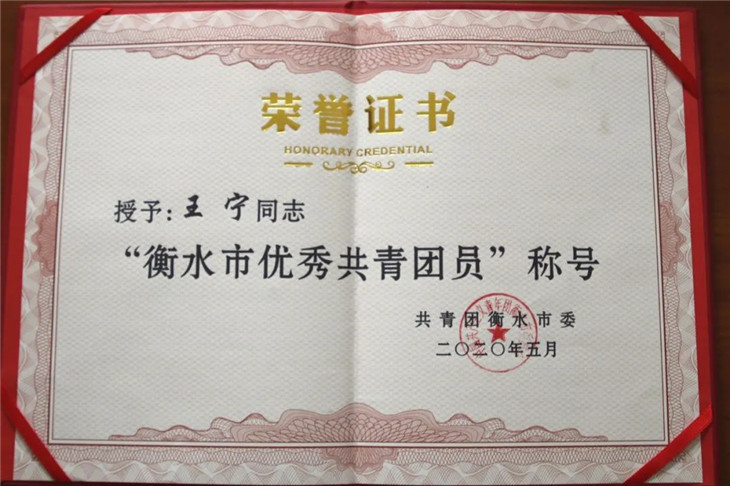 荣誉证书
HONORARY CREDENTIAL
授予:王宁同志
“衡水市优秀共青团员”称号
共青团衡水市委
二〇二〇年五月